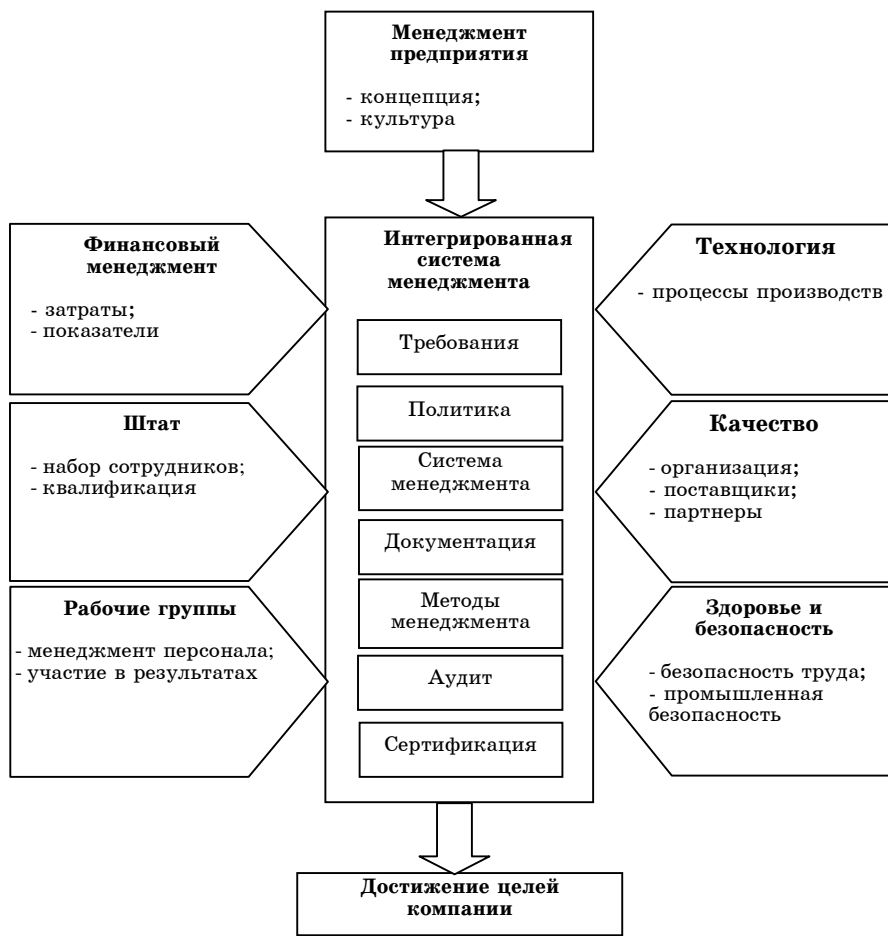 Менеджмент
предприятия
- концепция;
- культура
Финансовый
менеджмент
- затраты;
- показатели
Штат
- набор сотрудников;
- квалификация
Рабочие группы
- менеджмент персонала;
- участие в результатах
Интегрированная
система
менеджмента
Требования
Политика
Система
менеджмента
Документация
Методы
менеджмента
Аудит
Сертификация
Технология
- процессы производств
Качество
- организация;
- поставщики;
- партнеры
Здоровье и
безопасность
- безопасность труда;
- промышленная
безопасность
Достижение целей
компании